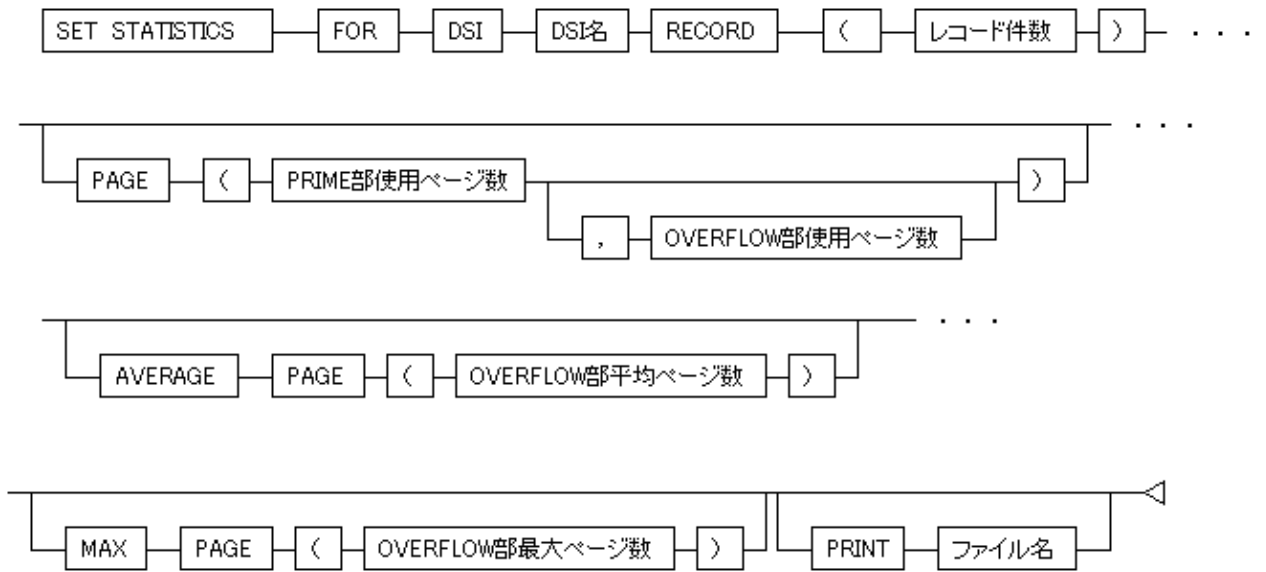 SET STATISTICS FOR DSI DSI名 RECORD ( レコード件数 ) ・・・
・・・
PAGE ( PRIME部使用ページ数 )
, OVERFLOW部使用ページ数
・・・
AVERAGE PAGE ( OVERFLOW部平均ページ数 )
MAX PAGE ( OVERFLOW部最大ページ数 ) PRINT ファイル名